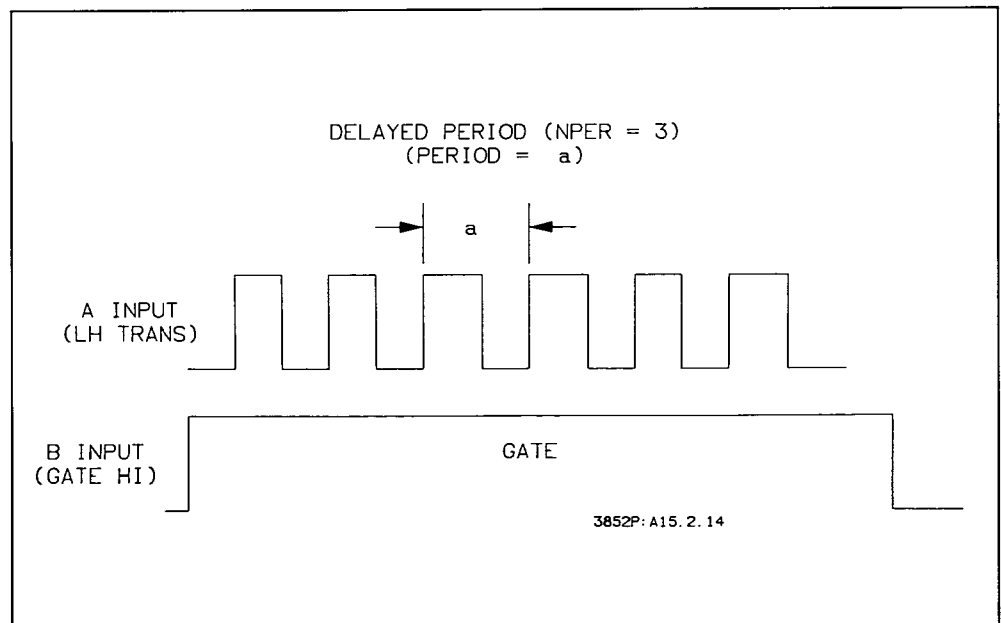 DELAYED PERIOD (NPER = 3)
(PERIOD = a)
a
A INPUT
(LH TRANS)
B INPUT
(GATE HI)
GATE
3852P:A15.2.14